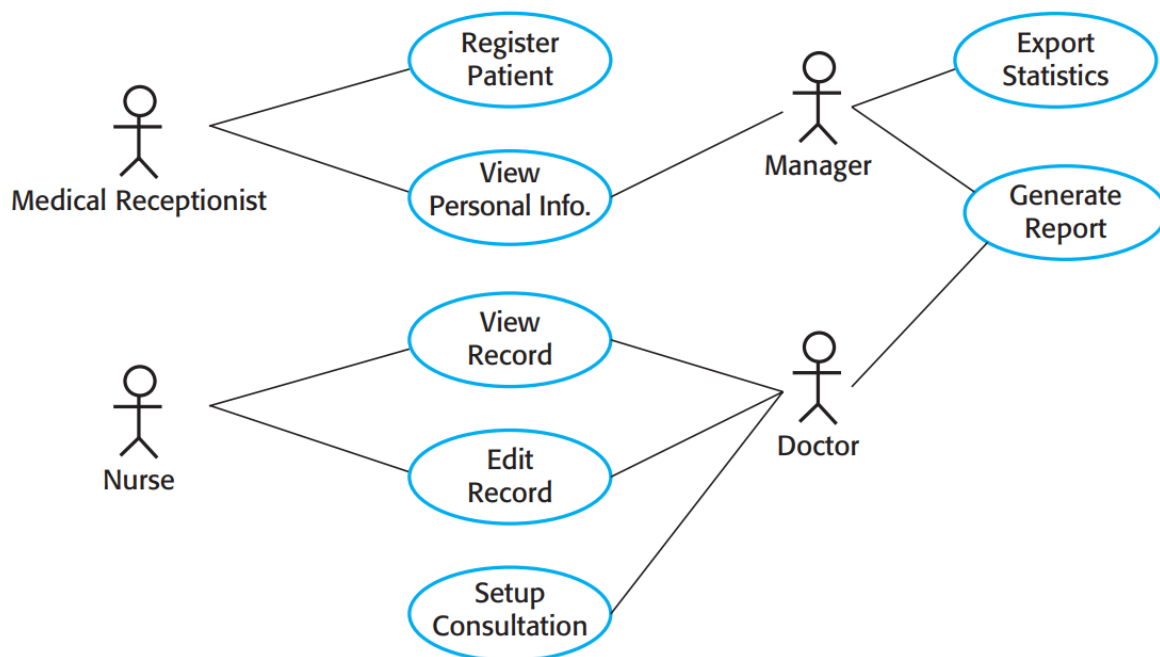 Register
Patient
Export
Statistics
Medical Receptionist
View
Personal Info.
Manager
Generate
Report
View
Record
Nurse
Edit
Record
Doctor
Setup
Consultation